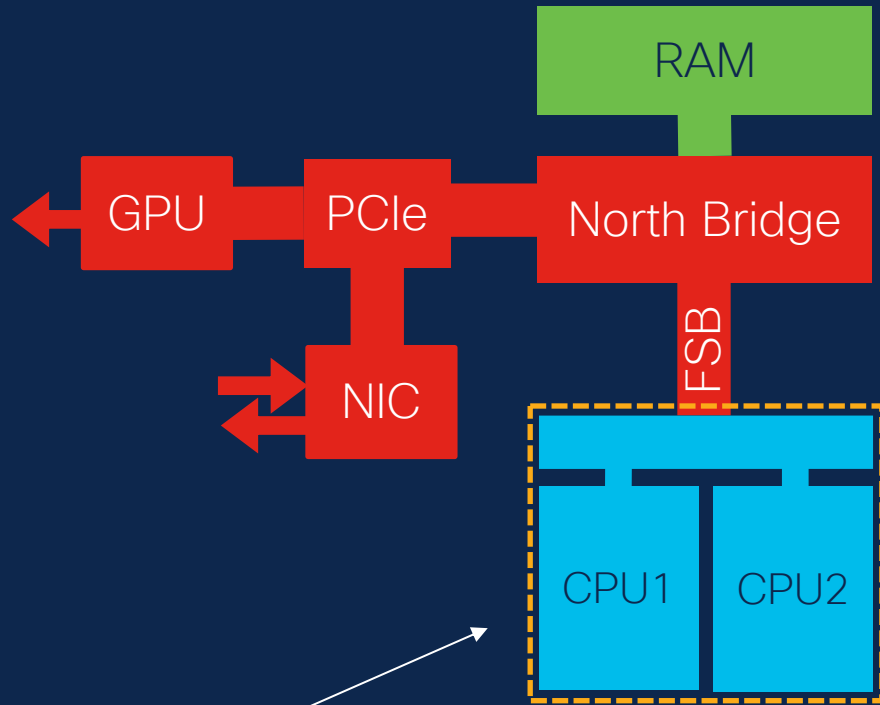 RAM
GPU
PCIe
North Bridge
FSB
NIC
CPU1
CPU2